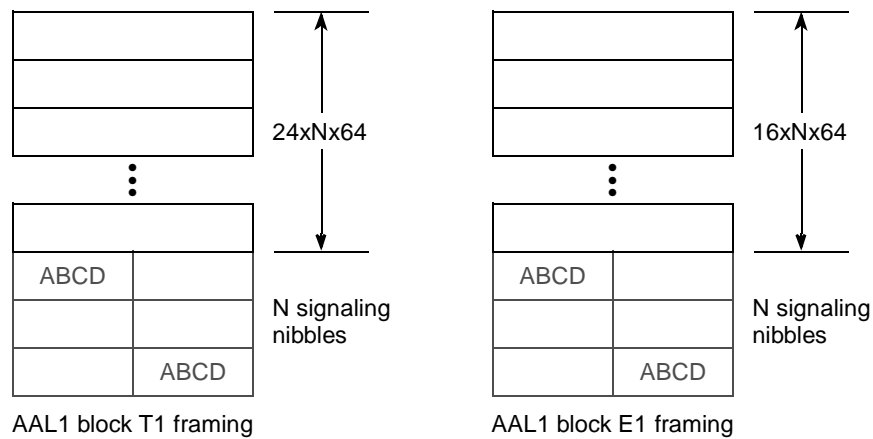 24xNx64
ABCD
N signaling
nibbles
ABCD
AAL1 block T1 framing
16xNx64
ABCD
N signaling
nibbles
ABCD
AAL1 block E1 framing